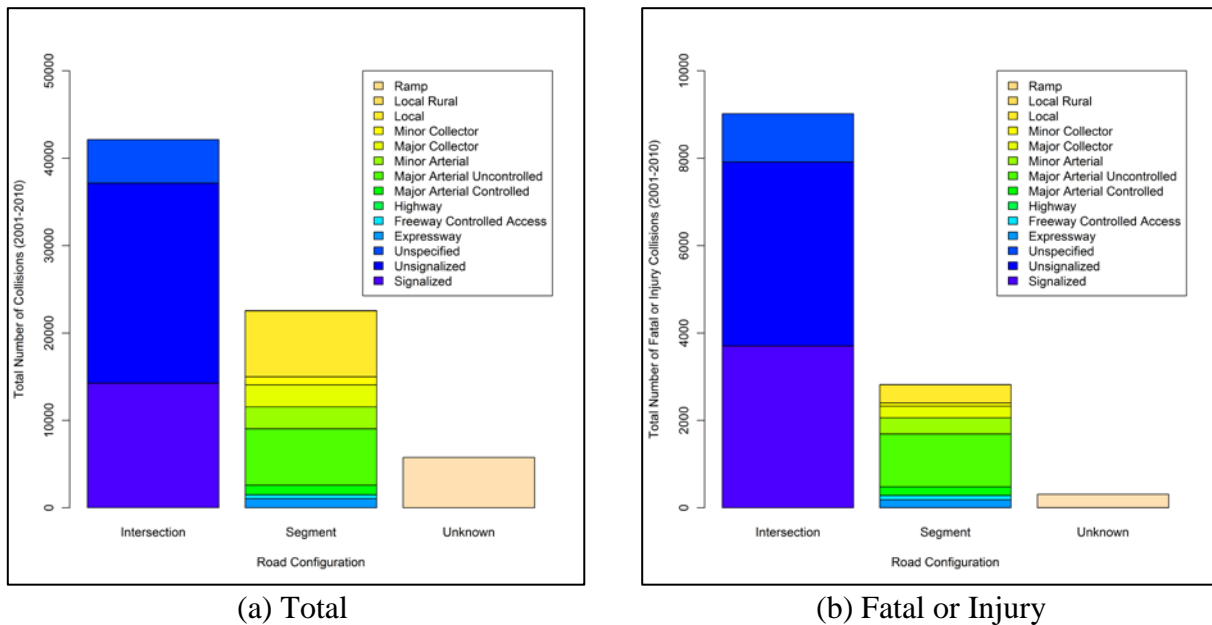 Total Number of Collisions (2001-2010)
50000
40000
30000
20000
10000
0
Ramp
Local Rural
Local
Minor Collector
Major Collector
Minor Arterial
Major Arterial Uncontrolled
Major Arterial Controlled
Highway
Freeway Controlled Access
Expressway
Unspecified
Unsignalized
Signalized
Intersection Segment Unknown
Road Configuration
(a) Total
Total Number of Fatal or Injury Collisions (2001-2010)
10000
8000
6000
4000
2000
0
Ramp
Local Rural
Local
Minor Collector
Major Collector
Minor Arterial
Major Arterial Uncontrolled
Major Arterial Controlled
Highway
Freeway Controlled Access
Expressway
Unspecified
Unsignalized
Signalized
Intersection Segment Unknown
Road Configuration
(b) Fatal or Injury